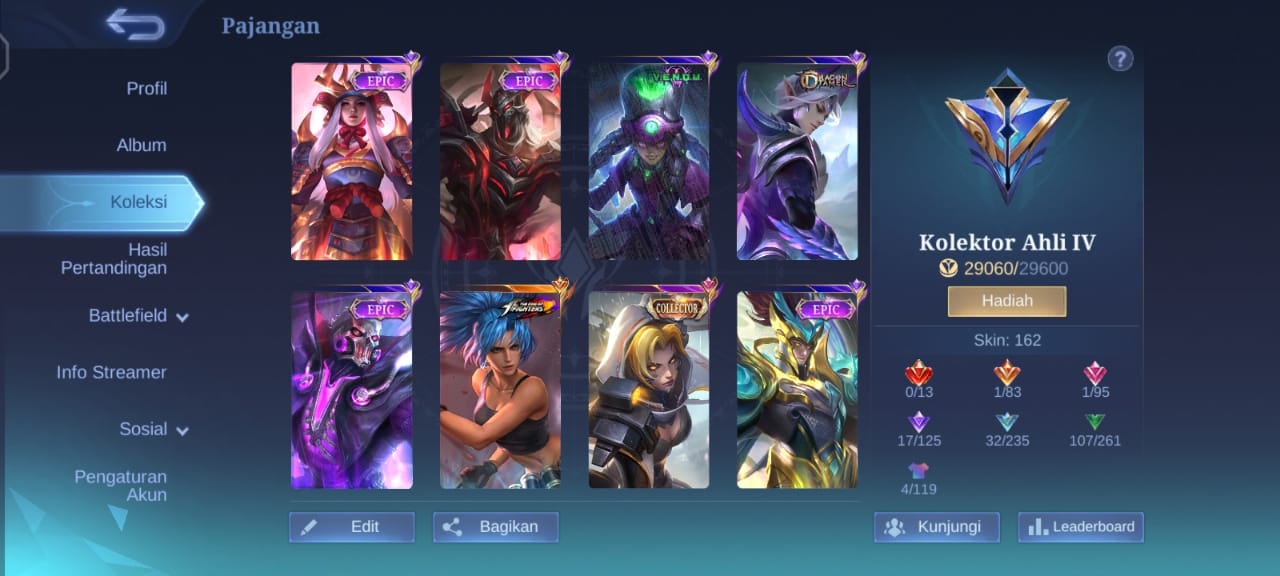 Pajangan
Profil
Album
Koleksi
Hasil
Pertandingan
Battlefield
Info Streamer
Sosial
Pengaturan
Akun
EPIC
EPIC
V.E.N.O.M.
DRAGON
TAMER
EPIC
THE KING OF
FIGHTERS
COLLECTOR
EPIC
Edit
Bagikan
?
Kolektor Ahli IV
29060/29600
Hadiah
Skin: 162
0/13
1/83
1/95
17/125
32/235
107/261
4/119
Kunjungi
Leaderboard